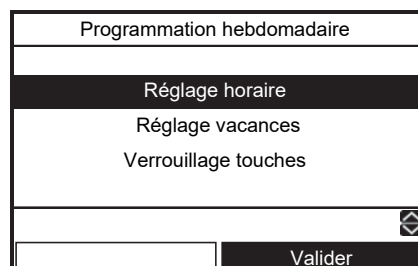 Programmation hebdomadaire
Réglage horaire
Réglage vacances
Verrouillage touches
Valider